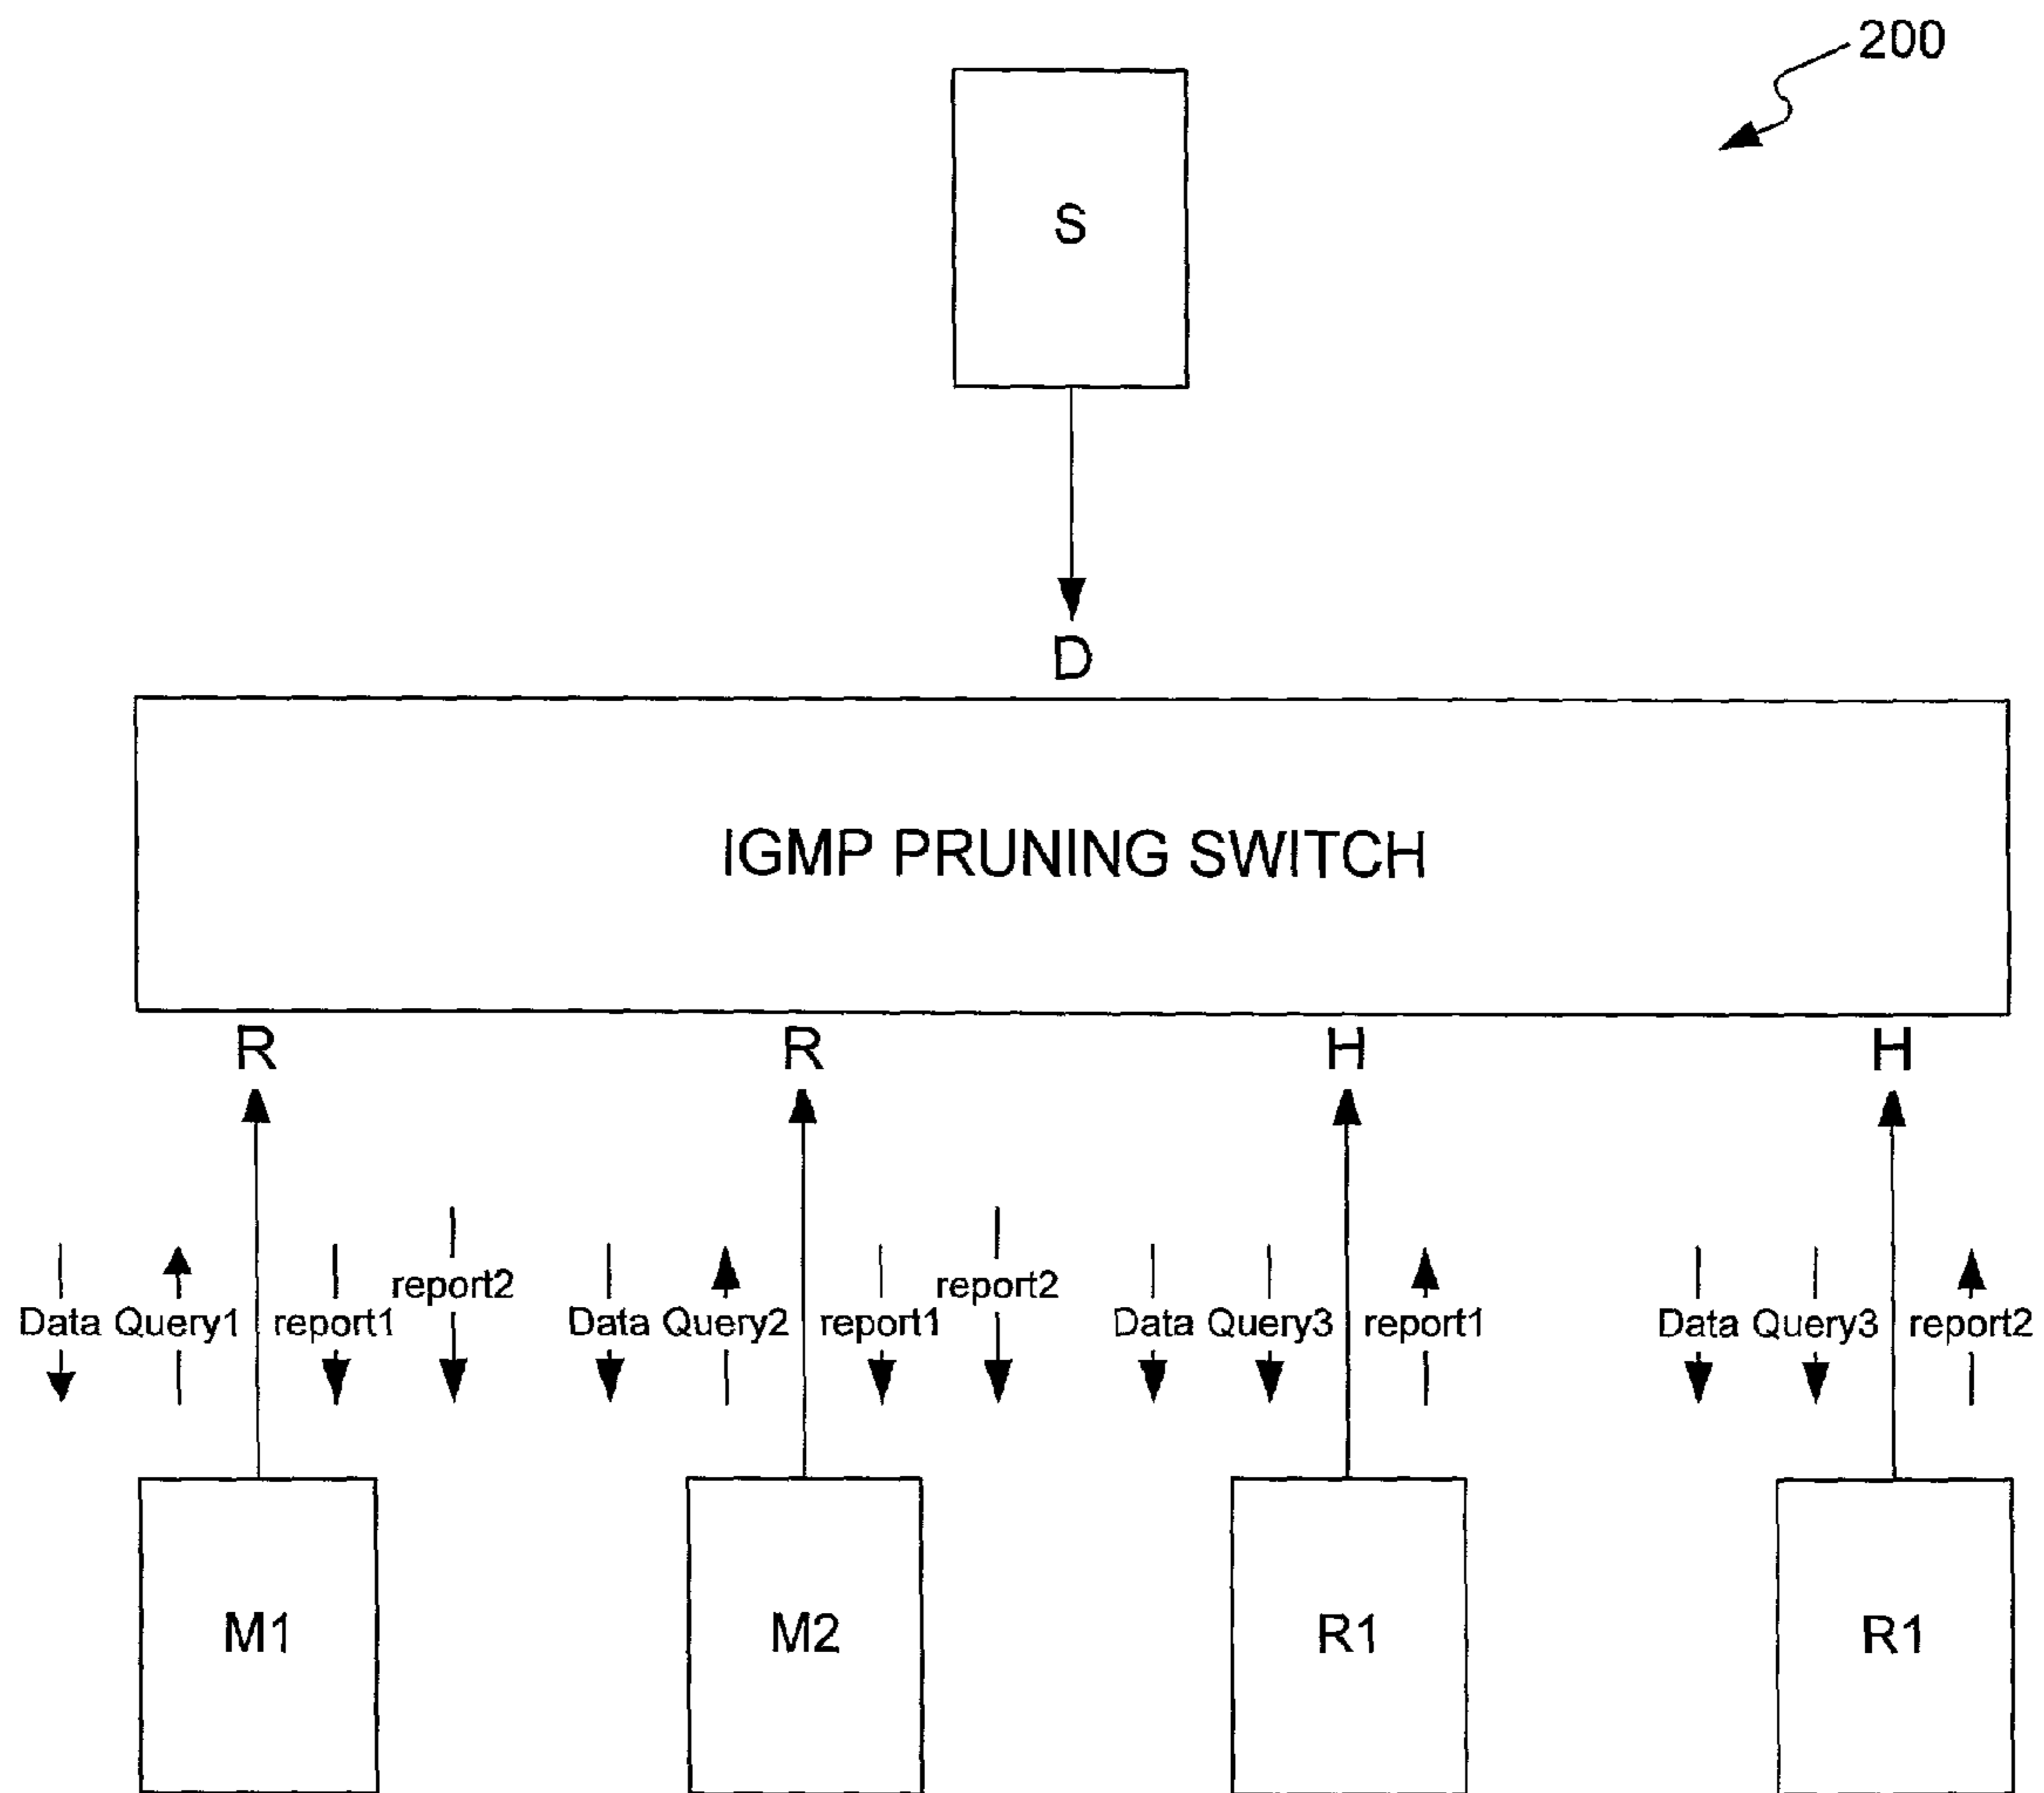 200
S
D
IGMP PRUNING SWITCH
R R H H
report2 report2
Data Query1 report1 Data Query2 report1 Data Query3 report1 Data Query3 report2
M1 M2 R1 R1